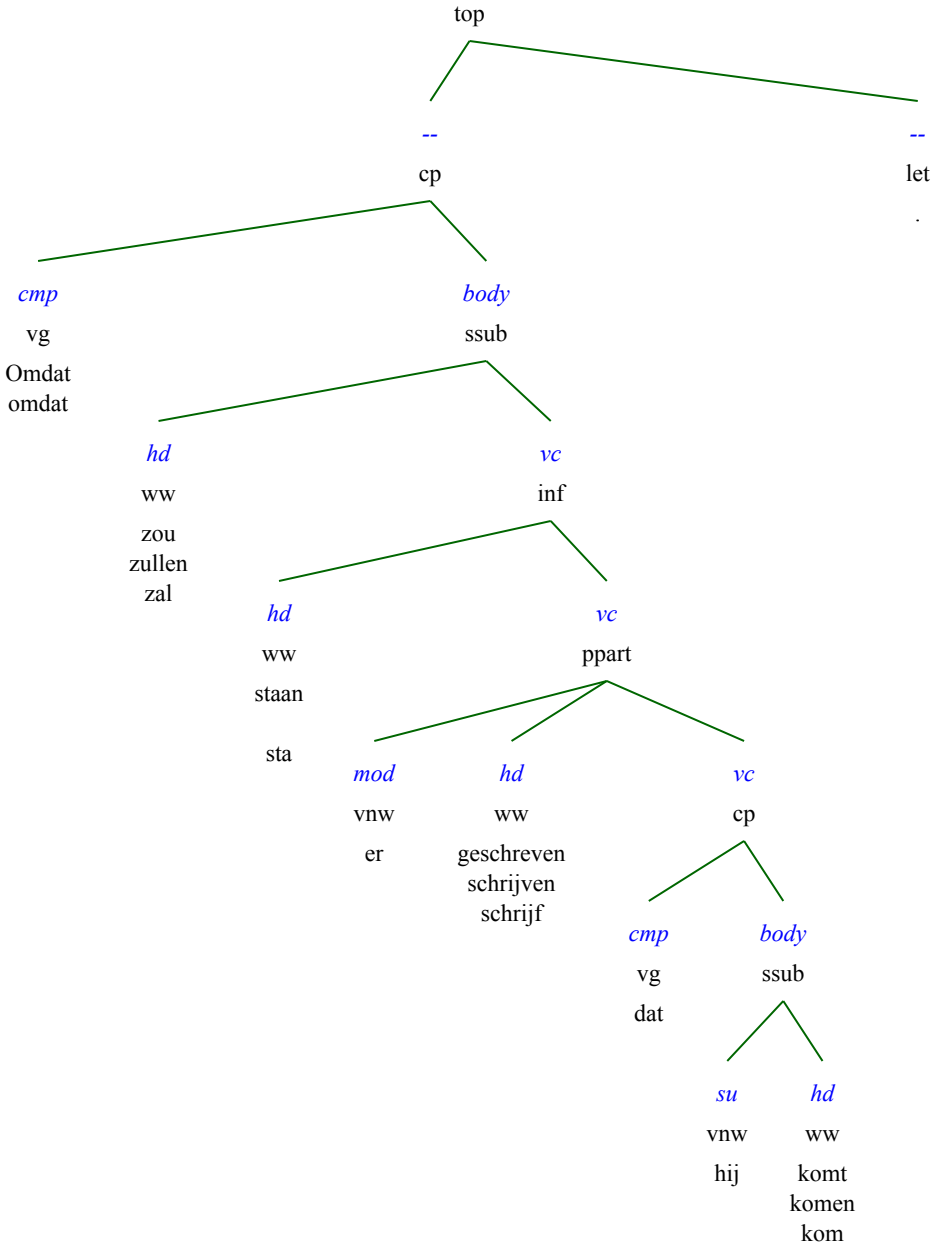 top
-- --
cp let
.
cmp body
vg ssub
Omdat
omdat
hd vc
ww inf
zou
zullen
zal
hd vc
ww ppart
staan
sta
mod hd vc
vnw ww cp
er geschreven
schrijven
schrijf
cmp body
vg ssub
dat
su hd
vnw ww
hij komt
komen
kom